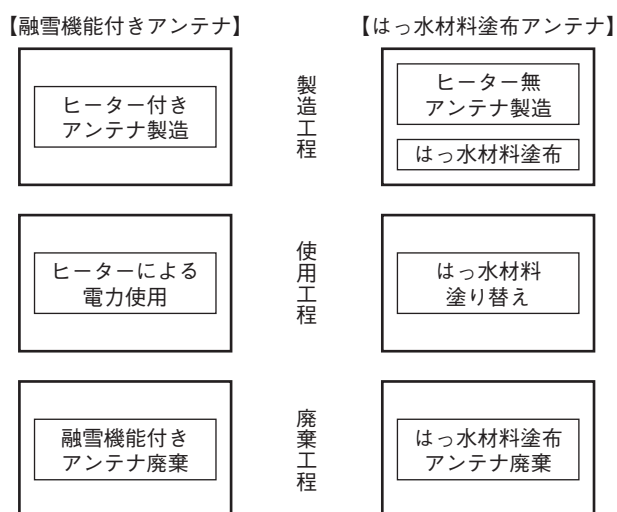 【融雪機能付きアンテナ】
【はっ水材料塗布アンテナ】
ヒーター付き
アンテナ製造
製造工程
ヒーター無
アンテナ製造
はっ水材料塗布
ヒーターによる
電力使用
使用工程
はっ水材料
塗り替え
融雪機能付き
アンテナ廃棄
廃棄工程
はっ水材料塗布
アンテナ廃棄